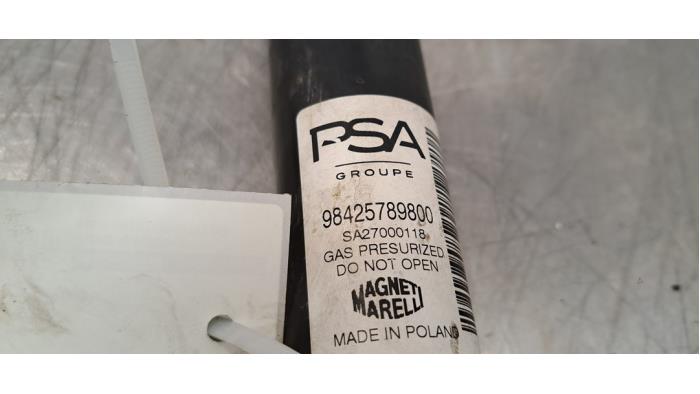 PSA
GROUPE
98425789800
SA27000118
GAS PRESURIZED
DO NOT OPEN
MAGNETI
MARELLI
MADE IN POLAND